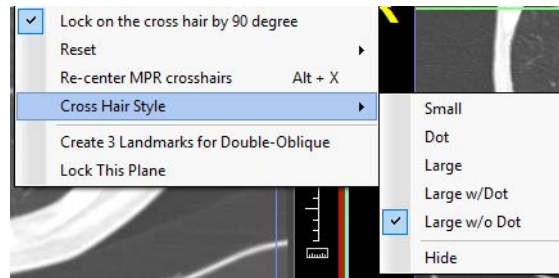 Lock on the cross hair by 90 degree
Reset
Re-center MPR crosshairs Alt + X
Cross Hair Style
Create 3 Landmarks for Double-Oblique
Lock This Plane
Small
Dot
Large
Large w/Dot
Large w/o Dot
Hide